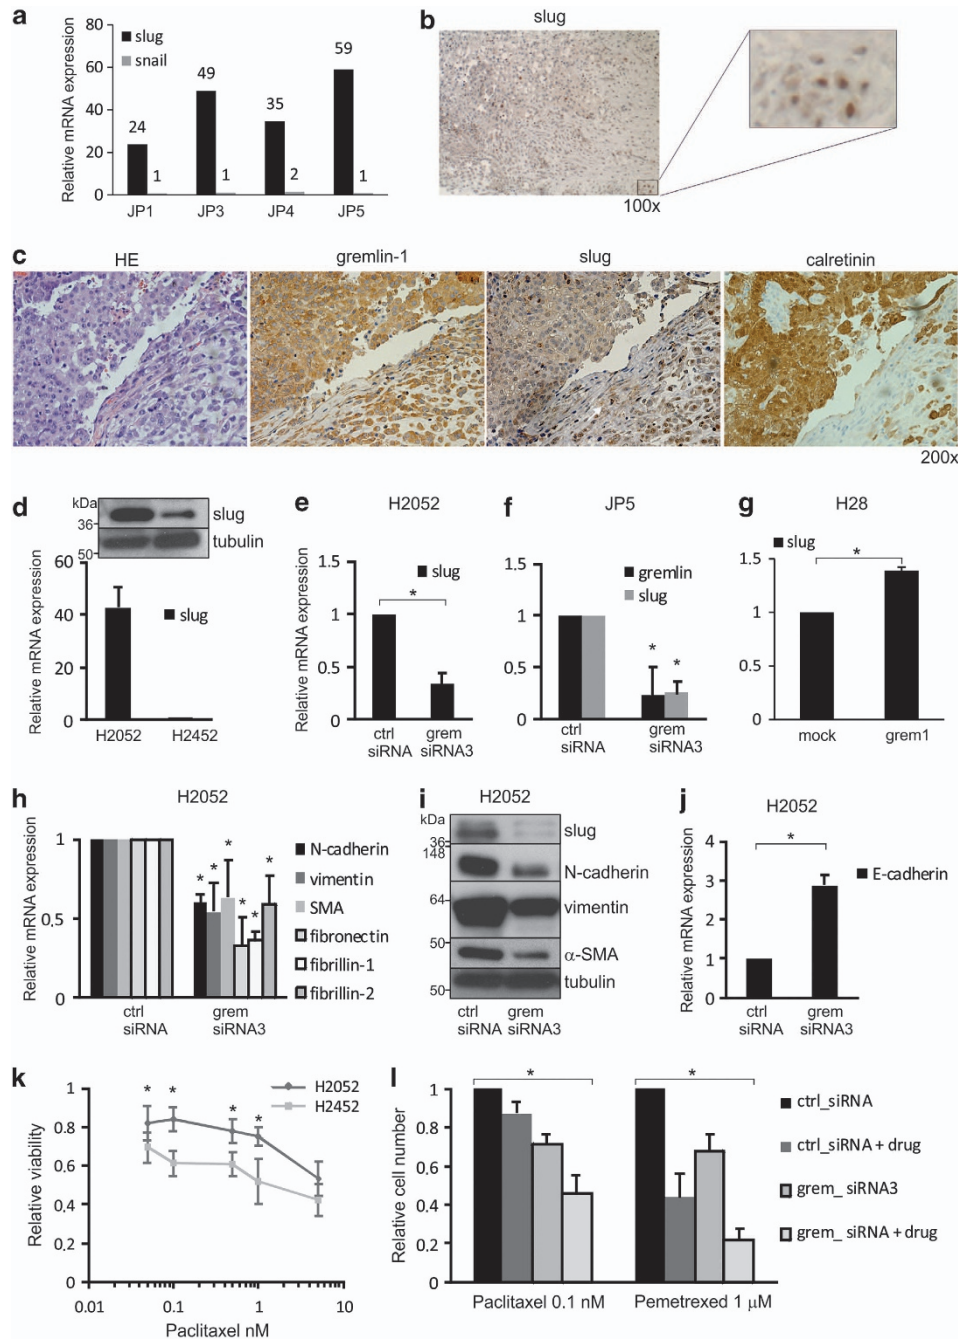 a
80
60
40
20
0
Relative mRNA expression
slug
snail
24
1
49
1
35
2
59
1
JP1 JP3 JP4 JP5
b
slug
100x
c
HE gremlin-1 slug calretinin
200x
d
kDa
36
50
slug
tubulin
60
40
20
0
Relative mRNA expression
slug
H2052 H2452
e
H2052
1.5
1
0.5
0
Relative mRNA expression
slug
*
ctrl siRNA
grem siRNA3
f
JP5
1.5
1
0.5
0
gremlin
slug
* *
ctrl siRNA
grem siRNA3
g
H28
slug
*
1.5
1
0.5
0
mock grem1
h
H2052
1
0,5
0
Relative mRNA expression
* * * * * *
N-cadherin
vimentin
SMA
fibronectin
fibrillin-1
fibrillin-2
ctrl siRNA
grem siRNA3
i
H2052
kDa
36
148
64
50
50
slug
N-cadherin
vimentin
α-SMA
tubulin
ctrl siRNA
grem siRNA3
j
H2052
4
3
2
1
0
Relative mRNA expression
*
E-cadherin
ctrl siRNA
grem siRNA3
k
1
0.8
0.6
0.4
0.2
0
Relative viability
* * * *
H2052
H2452
0.01 0.1 1 10
Paclitaxel nM
l
1
0.8
0.6
0.4
0.2
0
Relative cell number
* *
Paclitaxel 0.1 nM Pemetrexed 1 μM
ctrl_siRNA
ctrl_siRNA + drug
grem_ siRNA3
grem_ siRNA + drug